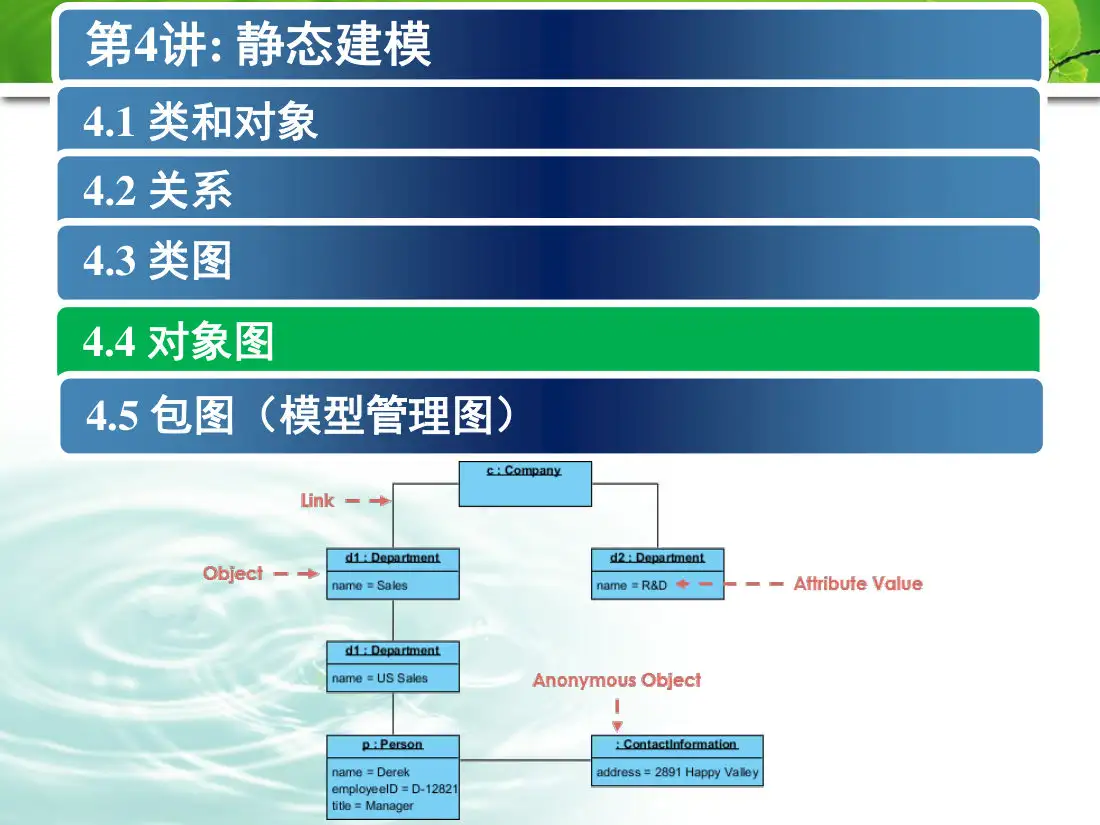 第4讲: 静态建模
4.1 类和对象
4.2 关系
4.3 类图
4.4 对象图
4.5 包图（模型管理图）
c : Company
Link
d1 : Department
name = Sales
d2 : Department
name = R&D
Object
Attribute Value
d1 : Department
name = US Sales
Anonymous Object
p : Person
name = Derek
employeeID = D-12821
title = Manager
: ContactInformation
address = 2891 Happy Valley